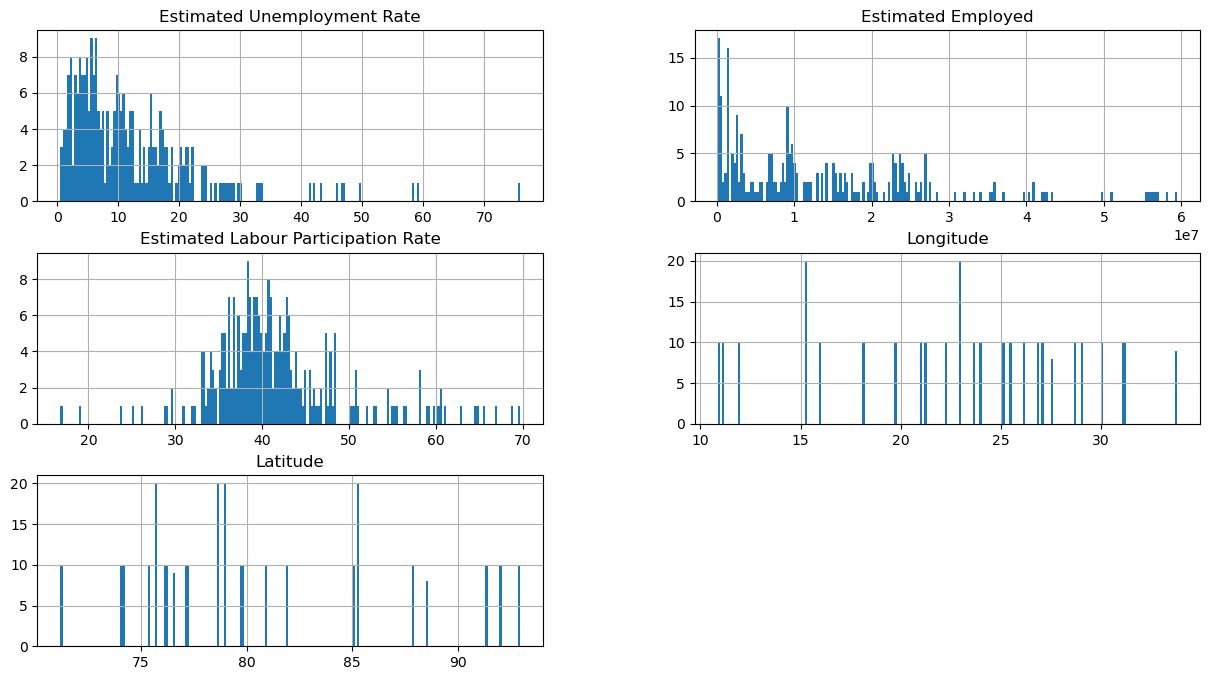 Estimated Unemployment Rate
8
6
4
2
0
0 10 20 30 40 50 60 70
Estimated Employed
15
10
5
0
0 1 2 3 4 5 6
1e7
Estimated Labour Participation Rate
8
6
4
2
0
20 30 40 50 60 70
Longitude
20
15
10
5
0
10 15 20 25 30
Latitude
20
15
10
5
0
75 80 85 90